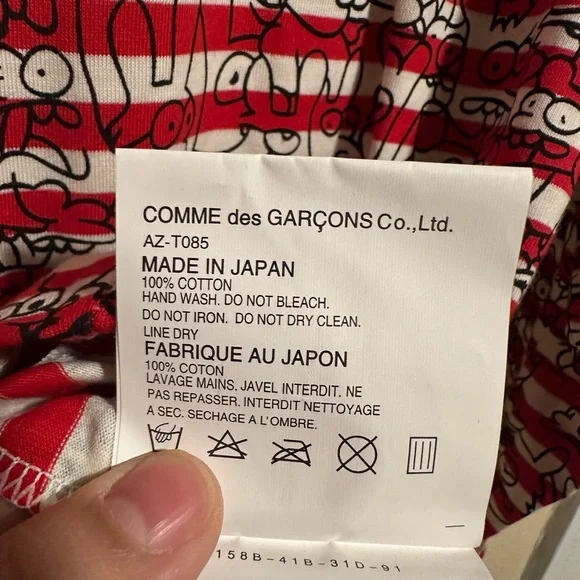 COMME des GARÇONS Co.,Ltd.
AZ-T085
MADE IN JAPAN
100% COTTON
HAND WASH. DO NOT BLEACH.
DO NOT IRON. DO NOT DRY CLEAN.
LINE DRY
FABRIQUE AU JAPON
100% COTON
LAVAGE MAINS. JAVEL INTERDIT. NE
PAS REPASSER. INTERDIT NETTOYAGE
A SEC. SECHAGE A L'OMBRE.
158B-41B-31D-91